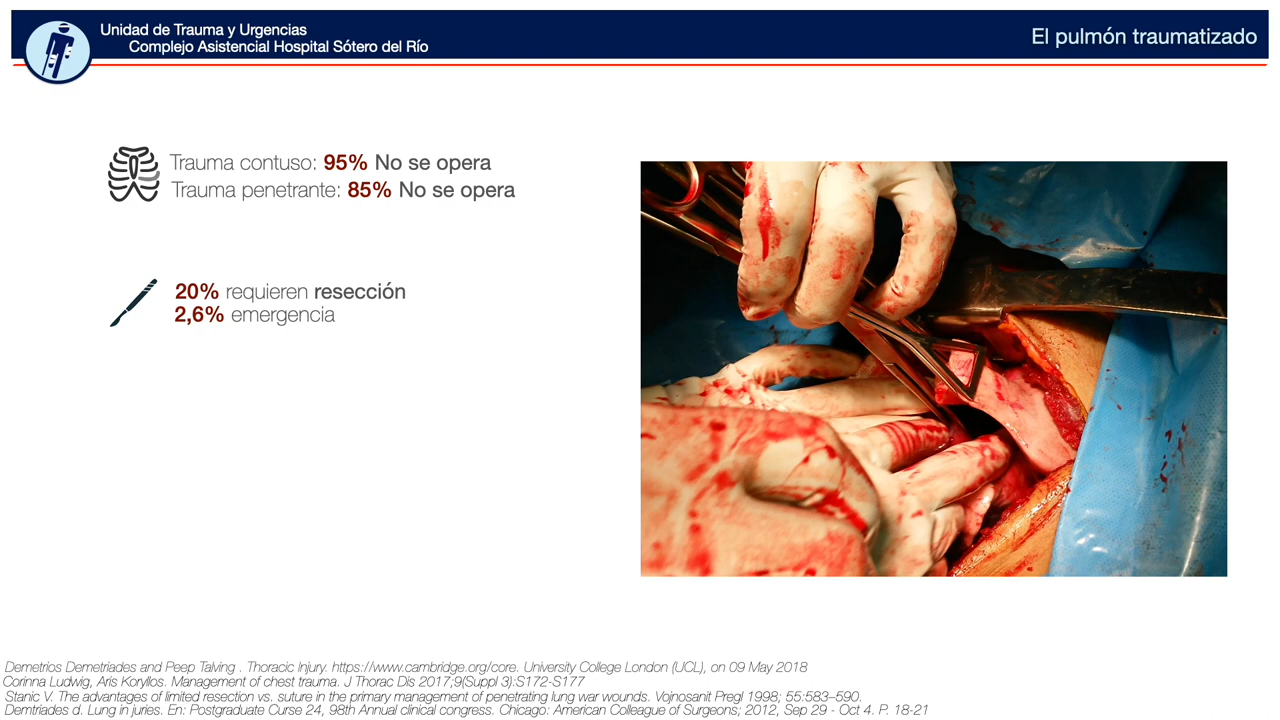 Unidad de Trauma y Urgencias
Complejo Asistencial Hospital Sótero del Río
El pulmón traumatizado
Trauma contuso: 95% No se opera
Trauma penetrante: 85% No se opera
20% requieren resección
2,6% emergencia
Demetrios Demetriades and Peep Talving . Thoracic Injury. https://www.cambridge.org/core. University College London (UCL), on 09 May 2018
Corinna Ludwig, Aris Koryllos. Management of chest trauma. J Thorac Dis 2017;9(Suppl 3):S172-S177
Stanic V. The advantages of limited resection vs. suture in the primary management of penetrating lung war wounds. Vojnosanit Pregl 1998; 55:583–590.
Demtriades d. Lung in juries. En: Postgraduate Curse 24, 98th Annual clinical congress. Chicago: American Colleague of Surgeons; 2012, Sep 29 - Oct 4. P. 18-21